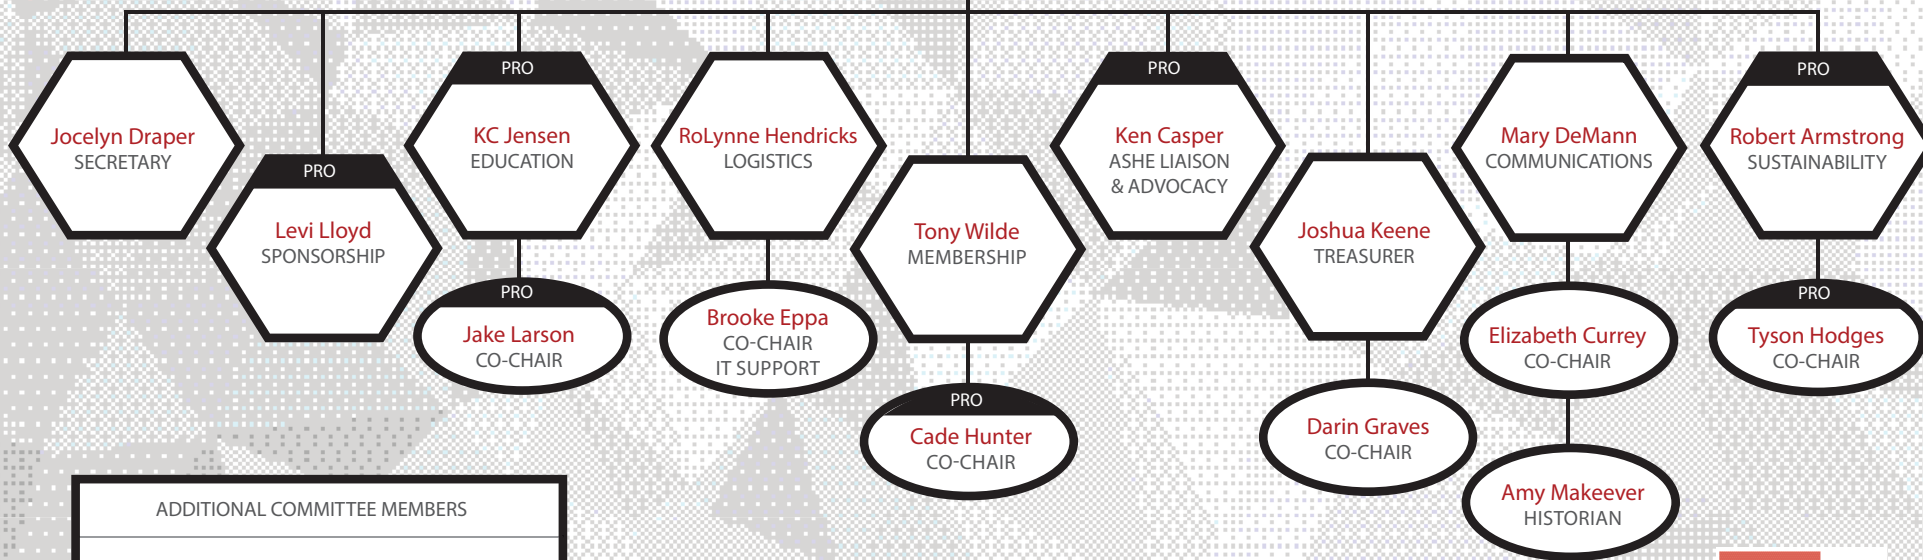 Jocelyn Draper
SECRETARY
PRO
Levi Lloyd
SPONSORSHIP
PRO
KC Jensen
EDUCATION
PRO
Jake Larson
CO-CHAIR
RoLynne Hendricks
LOGISTICS
Brooke Eppa
CO-CHAIR
IT SUPPORT
Tony Wilde
MEMBERSHIP
PRO
Cade Hunter
CO-CHAIR
PRO
Ken Casper
ASHE LIAISON
& ADVOCACY
Joshua Keene
TREASURER
Darin Graves
CO-CHAIR
Mary DeMann
COMMUNICATIONS
Elizabeth Currey
CO-CHAIR
Amy Makeever
HISTORIAN
PRO
Robert Armstrong
SUSTAINABILITY
PRO
Tyson Hodges
CO-CHAIR
ADDITIONAL COMMITTEE MEMBERS